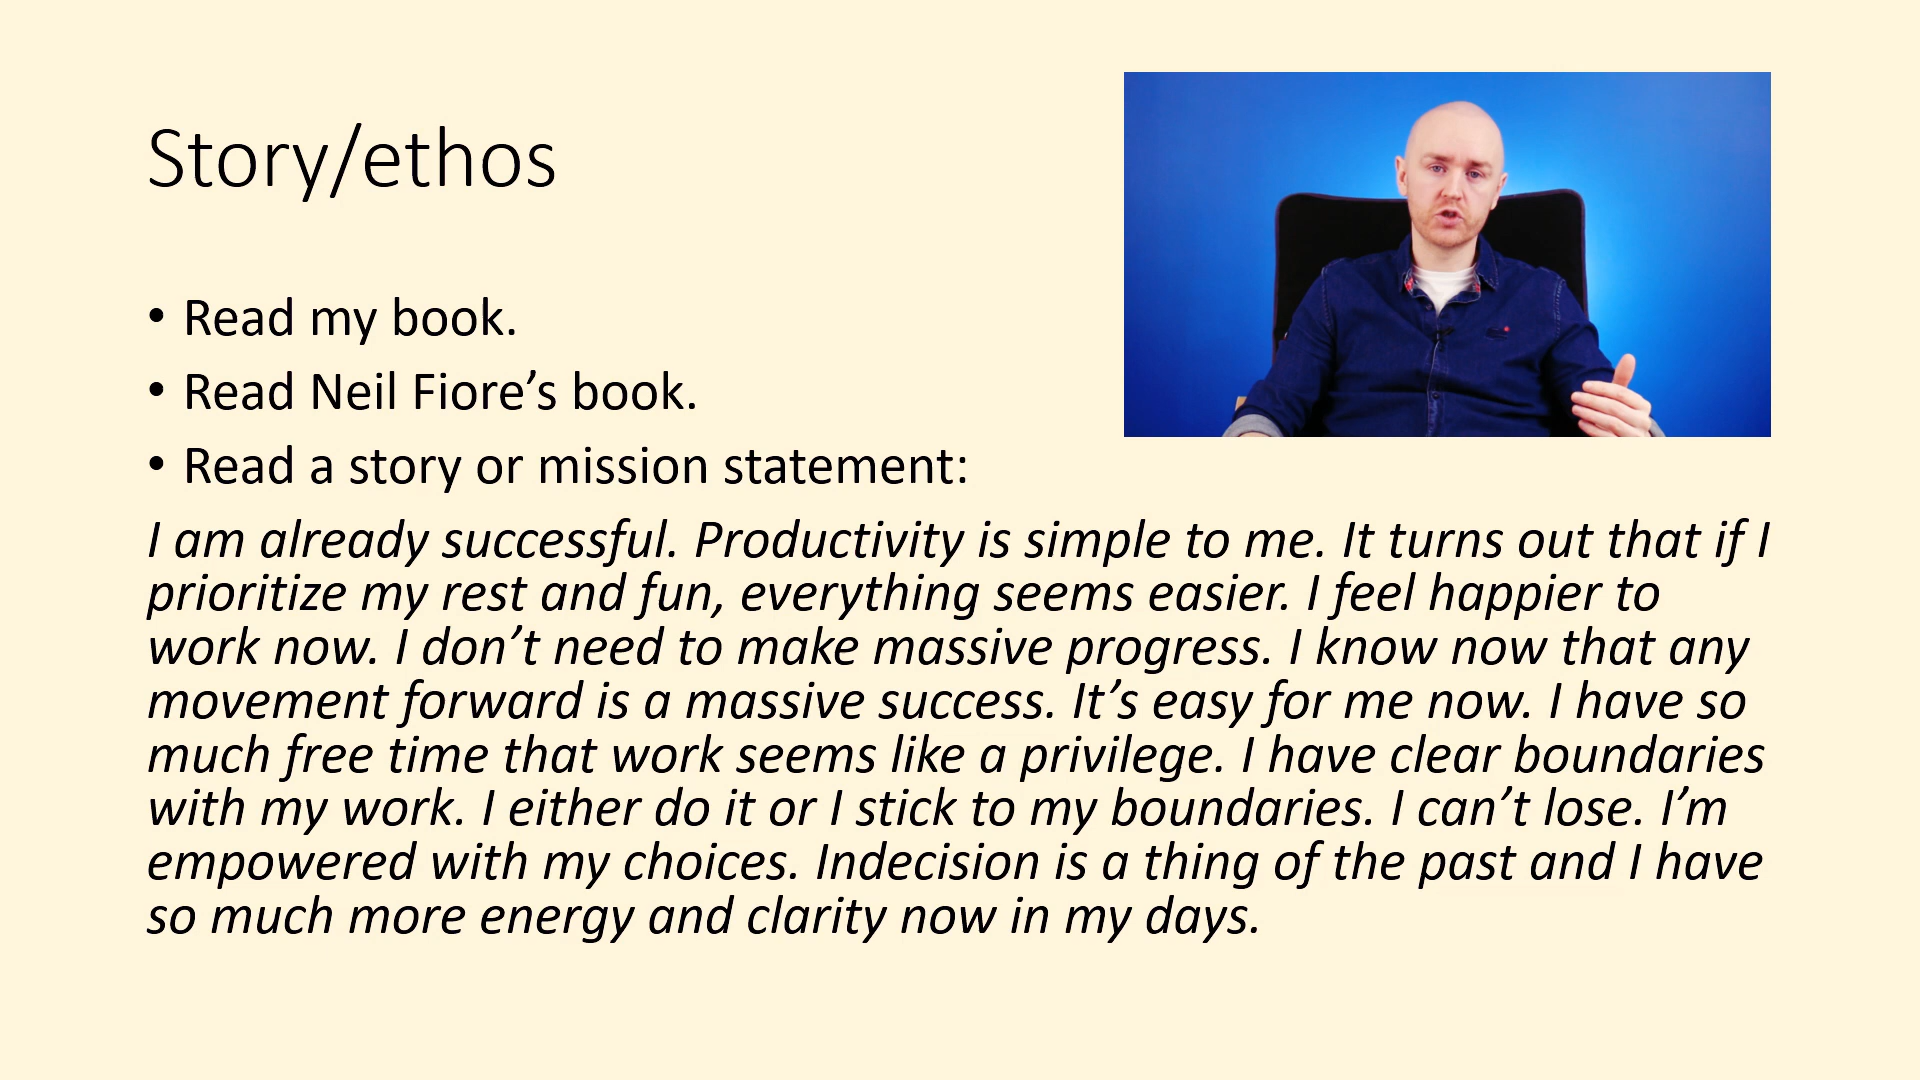 Story/ethos
• Read my book.
• Read Neil Fiore’s book.
• Read a story or mission statement:
I am already successful. Productivity is simple to me. It turns out that if I
prioritize my rest and fun, everything seems easier. I feel happier to
work now. I don’t need to make massive progress. I know now that any
movement forward is a massive success. It’s easy for me now. I have so
much free time that work seems like a privilege. I have clear boundaries
with my work. I either do it or I stick to my boundaries. I can’t lose. I’m
empowered with my choices. Indecision is a thing of the past and I have
so much more energy and clarity now in my days.